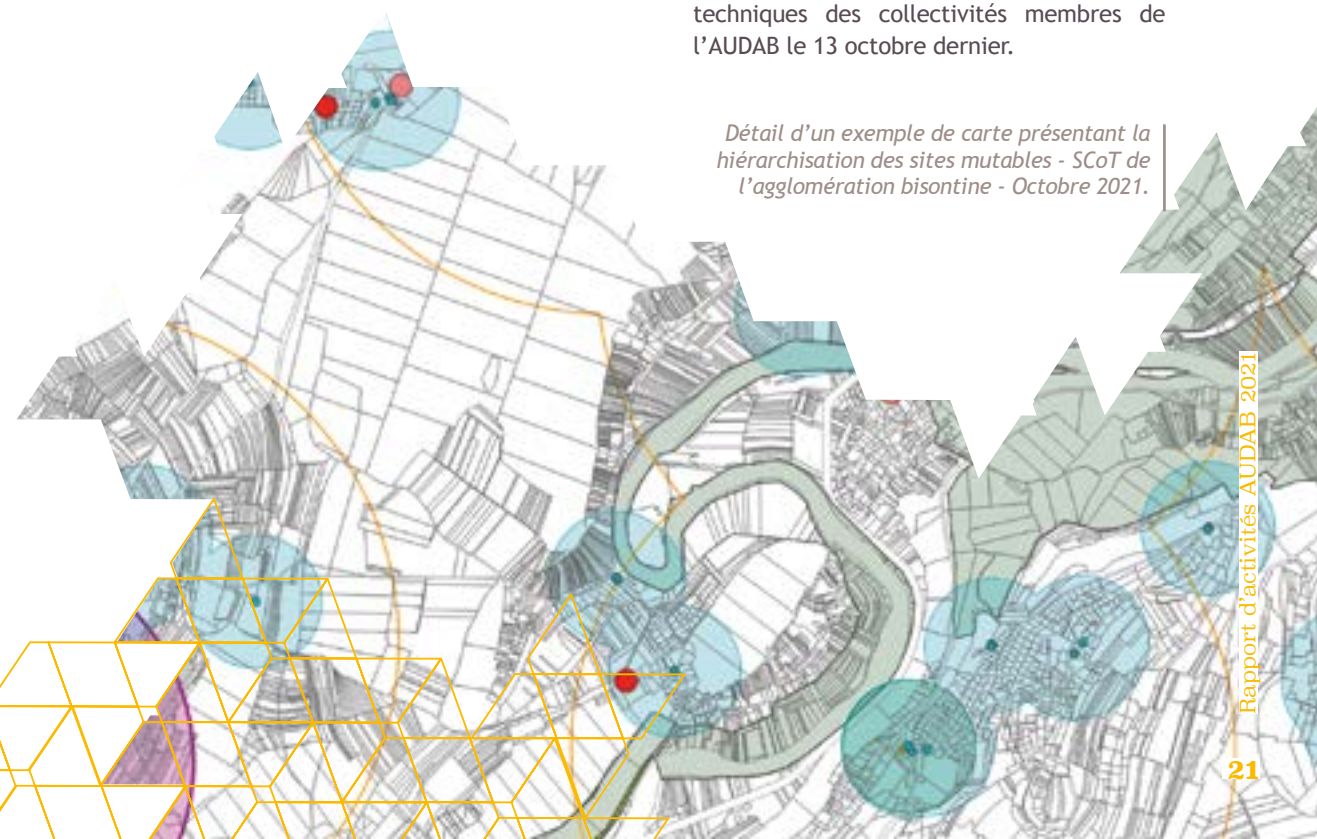 techniques des collectivités membres de
l'AUDAB le 13 octobre dernier.
Détail d'un exemple de carte présentant la
hiérarchisation des sites mutables - SCoT de
l'agglomération bisontine - Octobre 2021.
Rapport d'activités AUDAB 2021
21